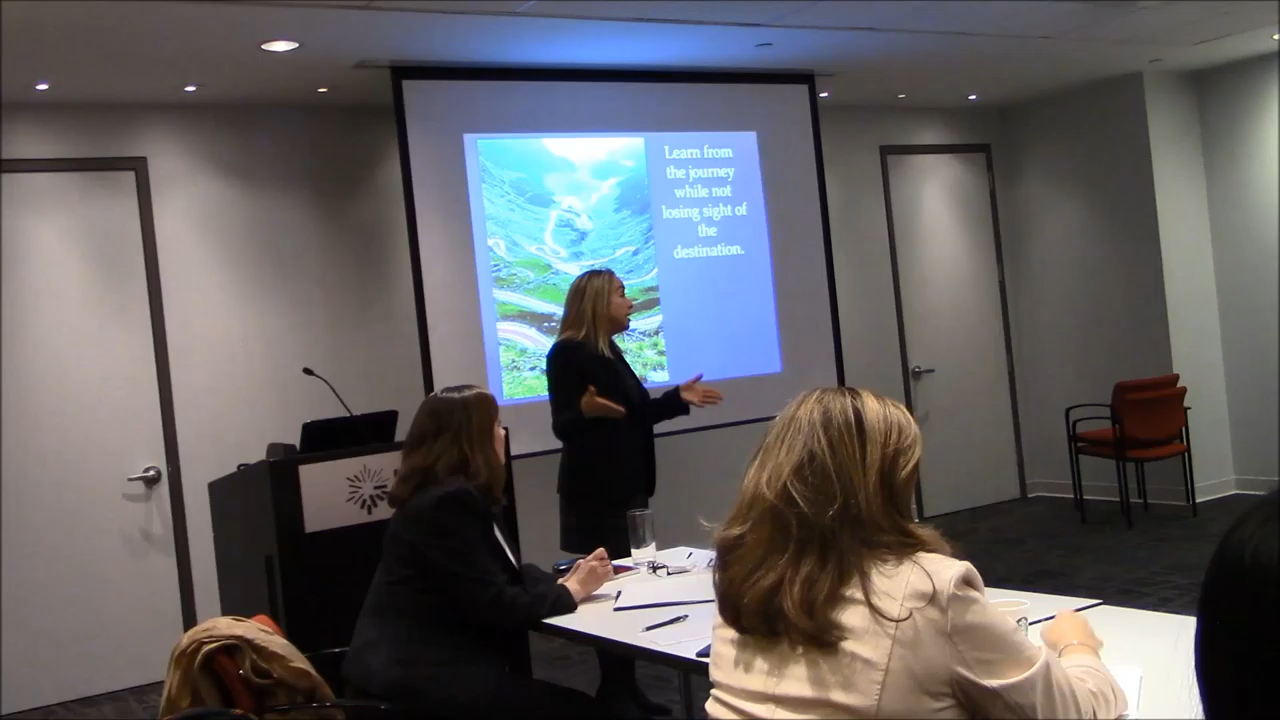 Learn from
the journey
while not
losing sight of
the
destination.